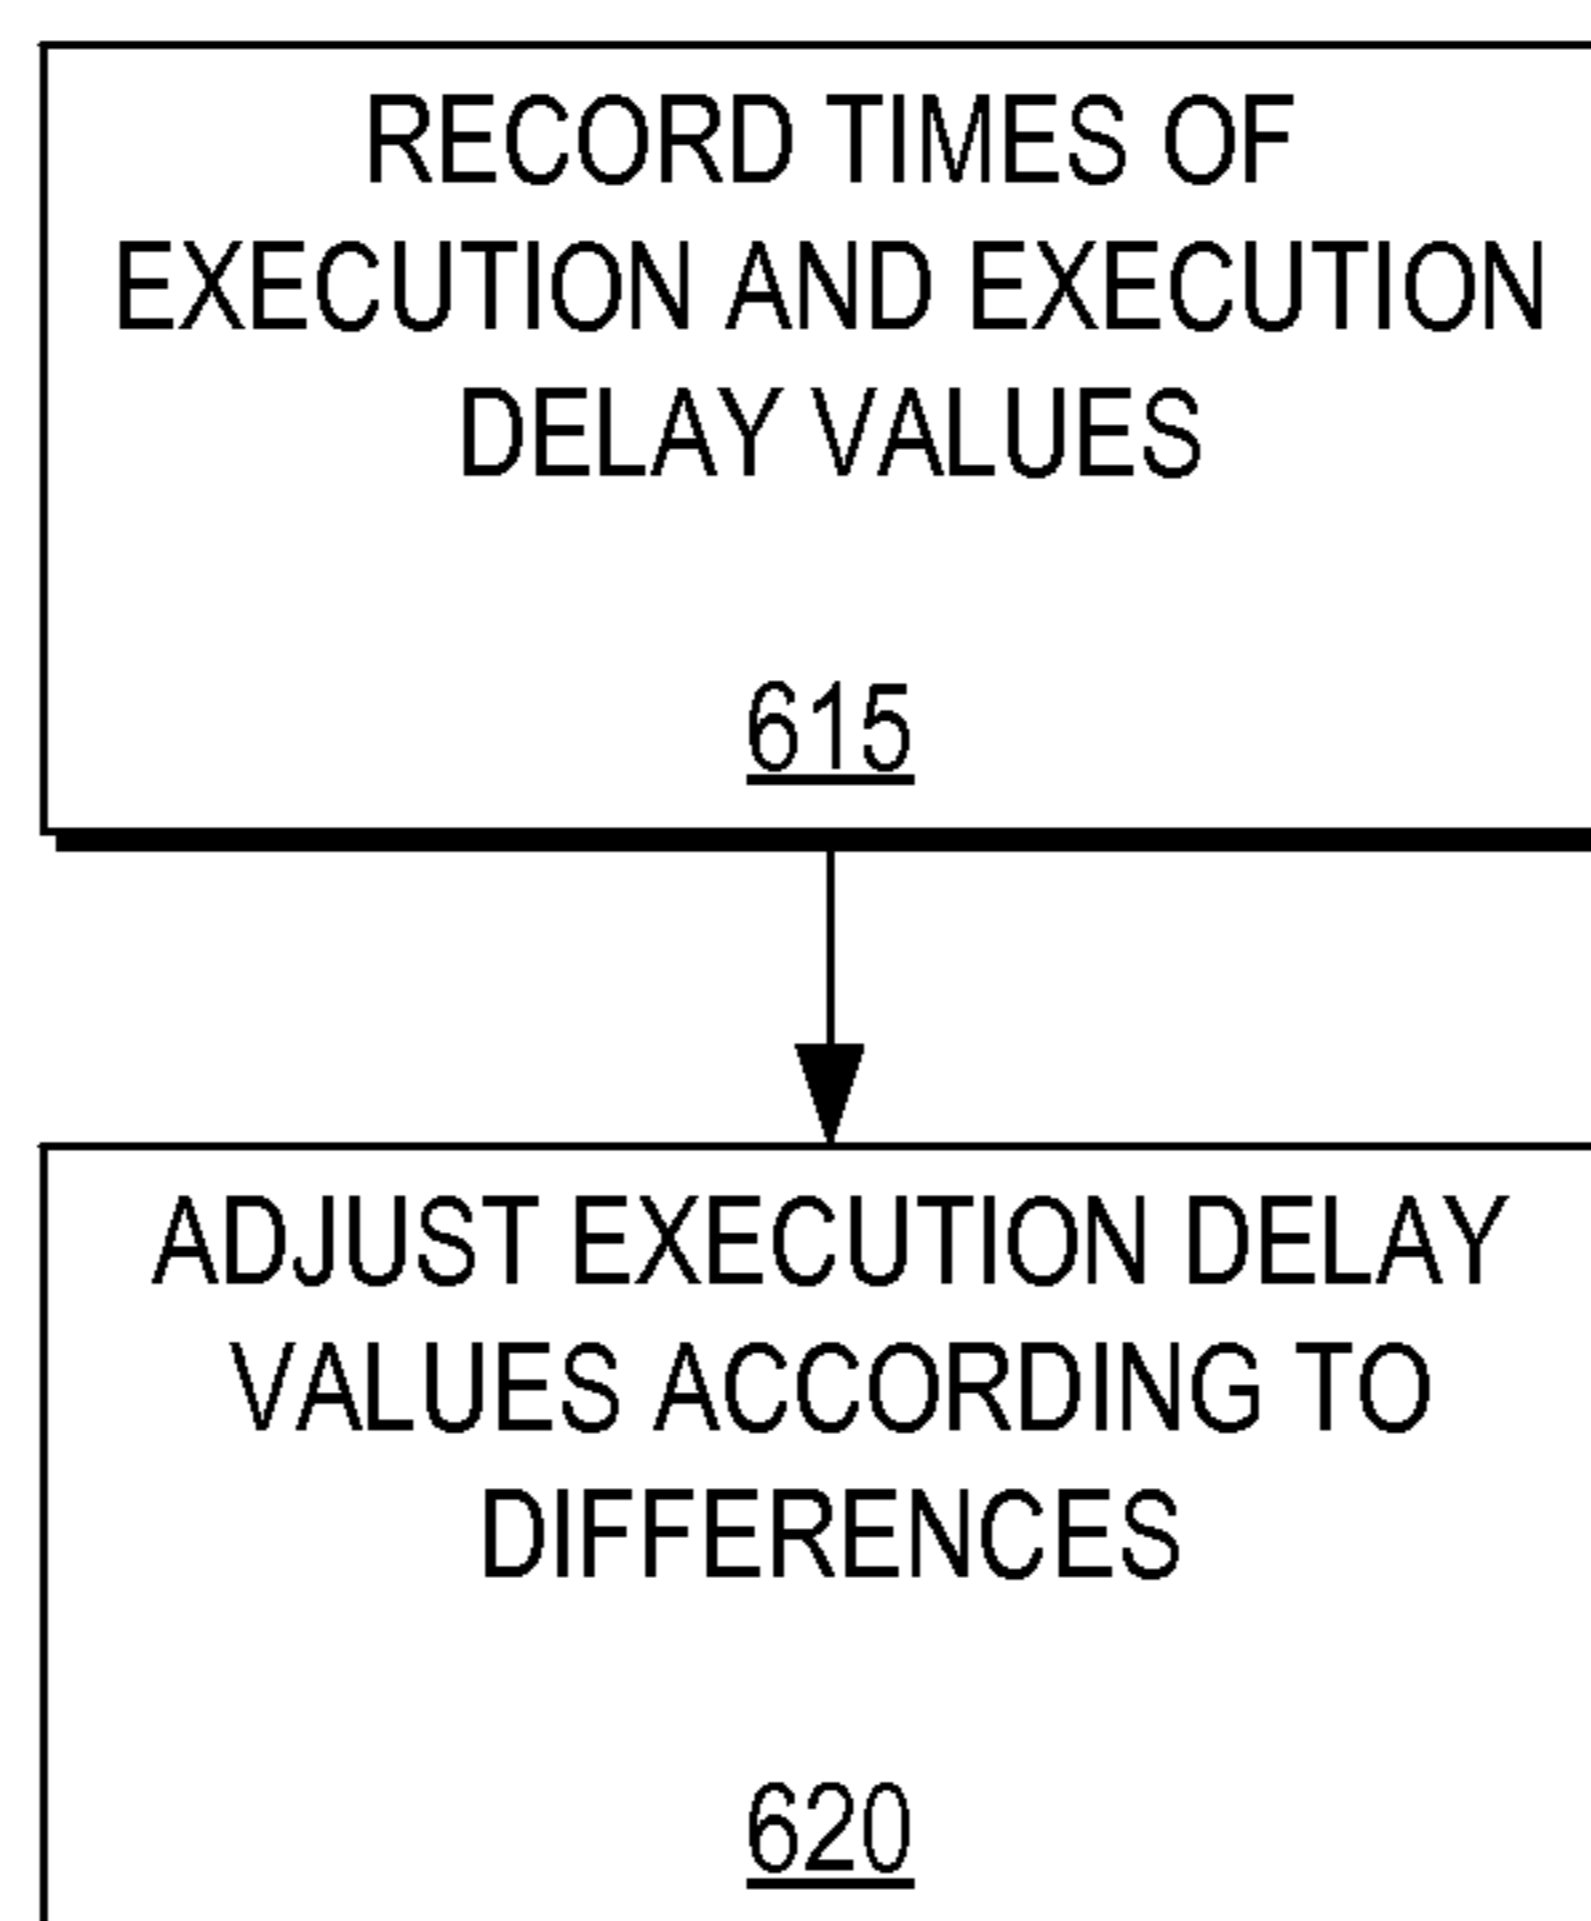 RECORD TIMES OF
EXECUTION AND EXECUTION
DELAY VALUES
615
ADJUST EXECUTION DELAY
VALUES ACCORDING TO
DIFFERENCES
620